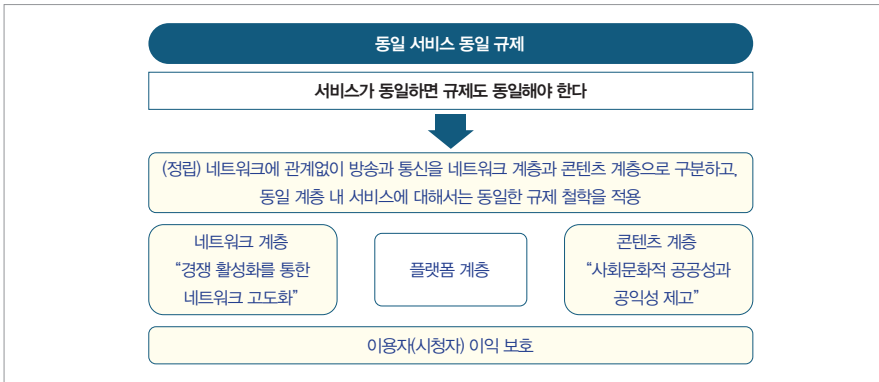 동일 서비스 동일 규제
서비스가 동일하면 규제도 동일해야 한다
(정립) 네트워크에 관계없이 방송과 통신을 네트워크 계층과 콘텐츠 계층으로 구분하고,
동일 계층 내 서비스에 대해서는 동일한 규제 철학을 적용
네트워크 계층
“경쟁 활성화를 통한
네트워크 고도화”
플랫폼 계층
콘텐츠 계층
“사회문화적 공공성과
공익성 제고”
이용자(시청자) 이익 보호